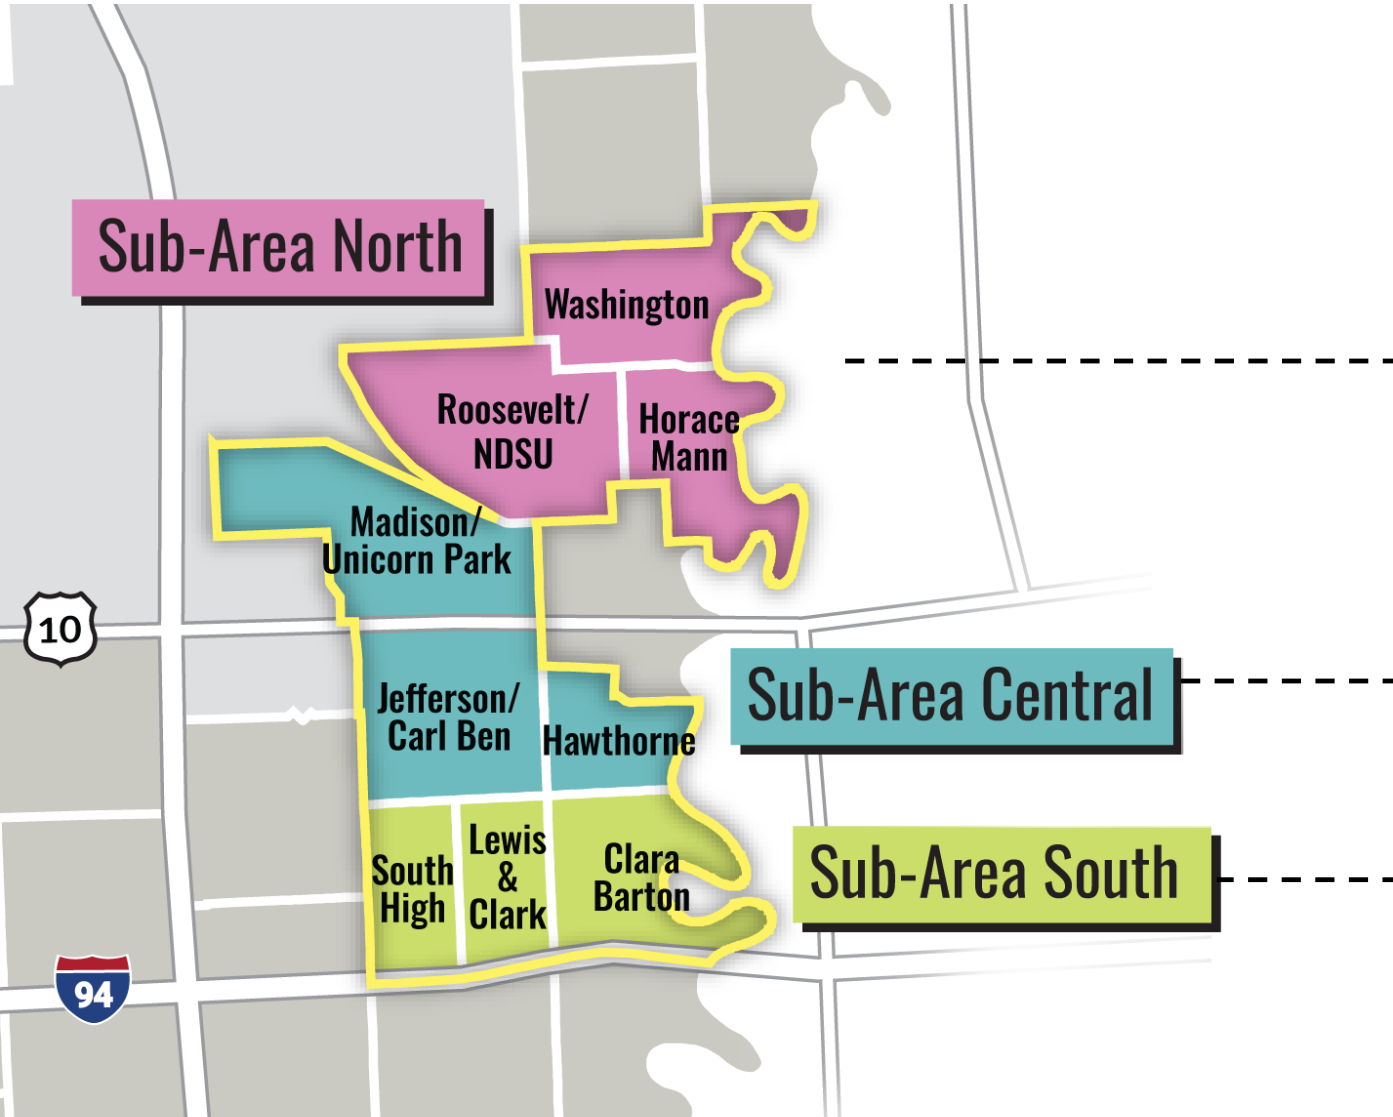 Sub-Area North
Washington
Roosevelt/
NDSU
Horace
Mann
Madison/
Unicorn Park
10
Sub-Area Central
Jefferson/
Carl Ben
Hawthorne
Sub-Area South
South
High
Lewis
&
Clark
Clara
Barton
94